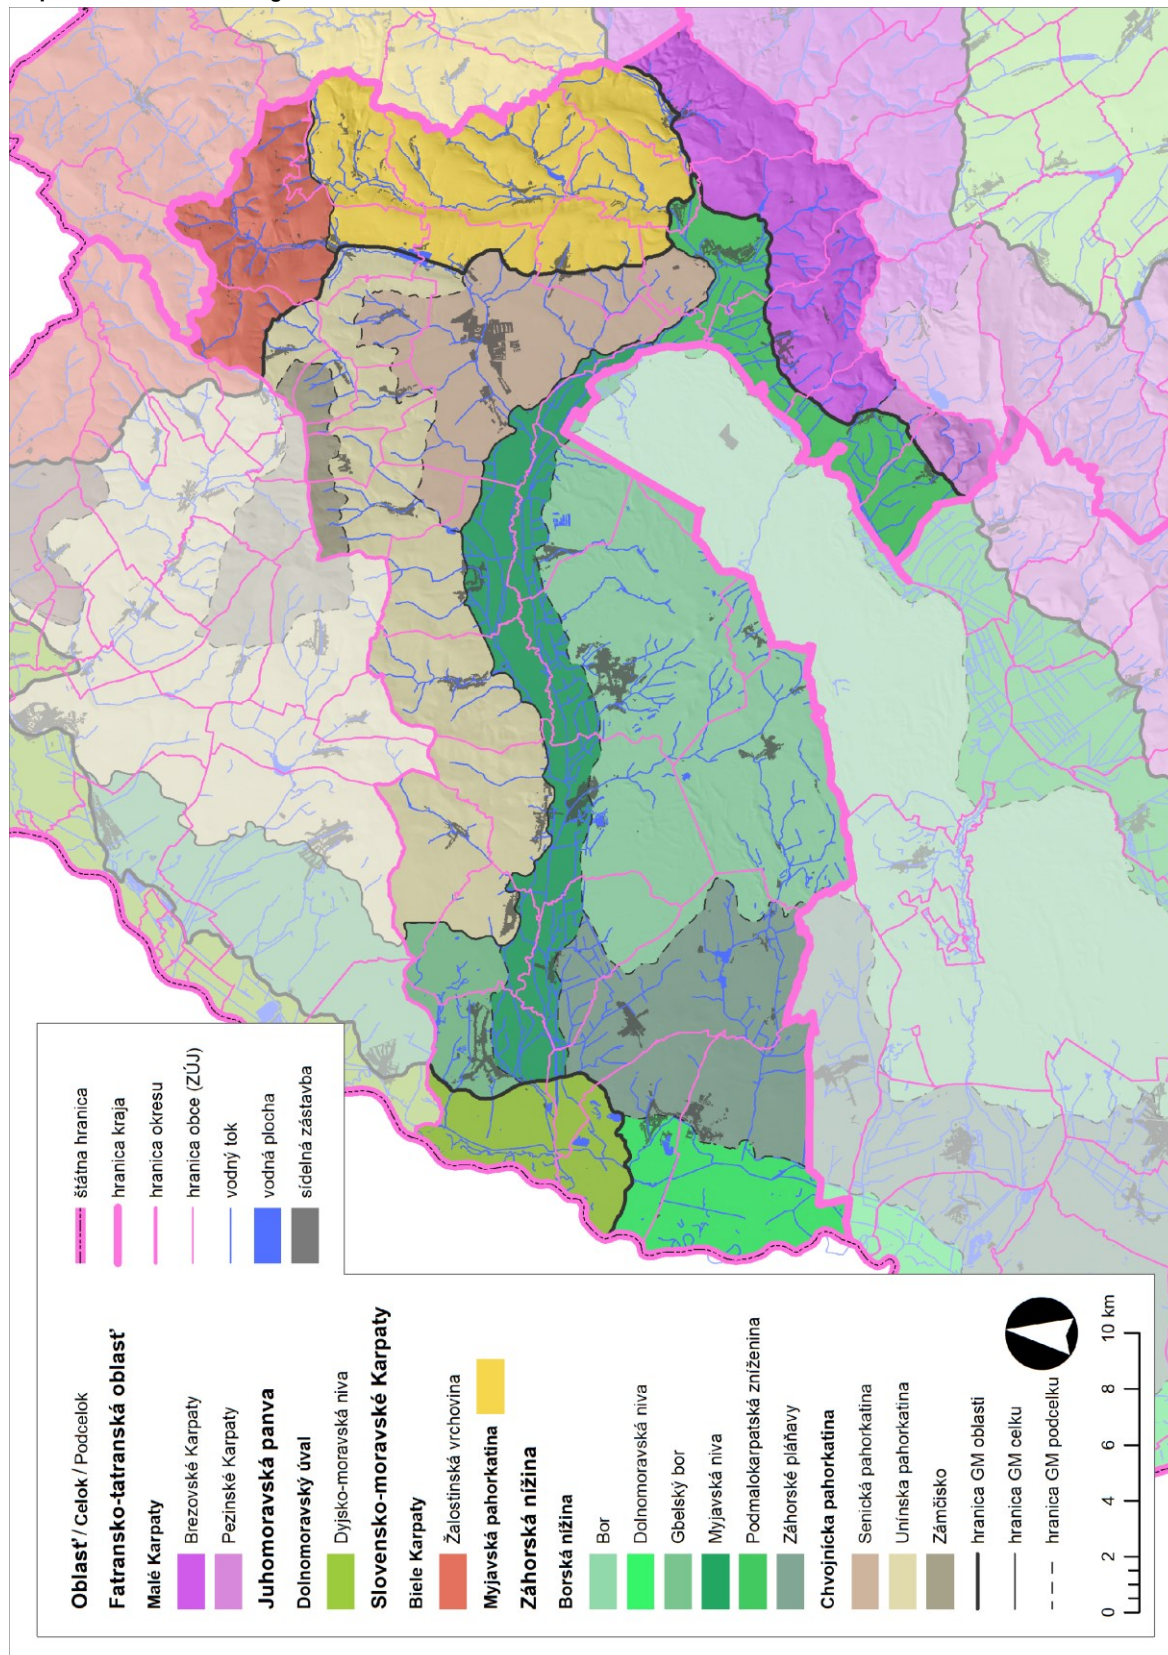 Oblasť / Celok / Podcelok
Fatransko-tatranská oblasť
Malé Karpaty
Brezovské Karpaty
Pezinské Karpaty
Juhomoravská panva
Dolnomoravský úval
Dyjsko-moravská niva
Slovensko-moravské Karpaty
Biele Karpaty
Žalostinská vrchovina
Myjavská pahorkatina
Záhorská nížina
Borská nížina
Bor
Dolnomoravská niva
Gbelský bor
Myjavská niva
Podmalokarpatská zníženina
Záhorské pláňavy
Chvojnícka pahorkatina
Senická pahorkatina
Unínska pahorkatina
Zámčisko
hranica GM oblasti
hranica GM celku
hranica GM podcelku
0 2 4 6 8 10 km
štátna hranica
hranica kraja
hranica okresu
hranica obce (ZÚJ)
vodný tok
vodná plocha
sídelná zástavba